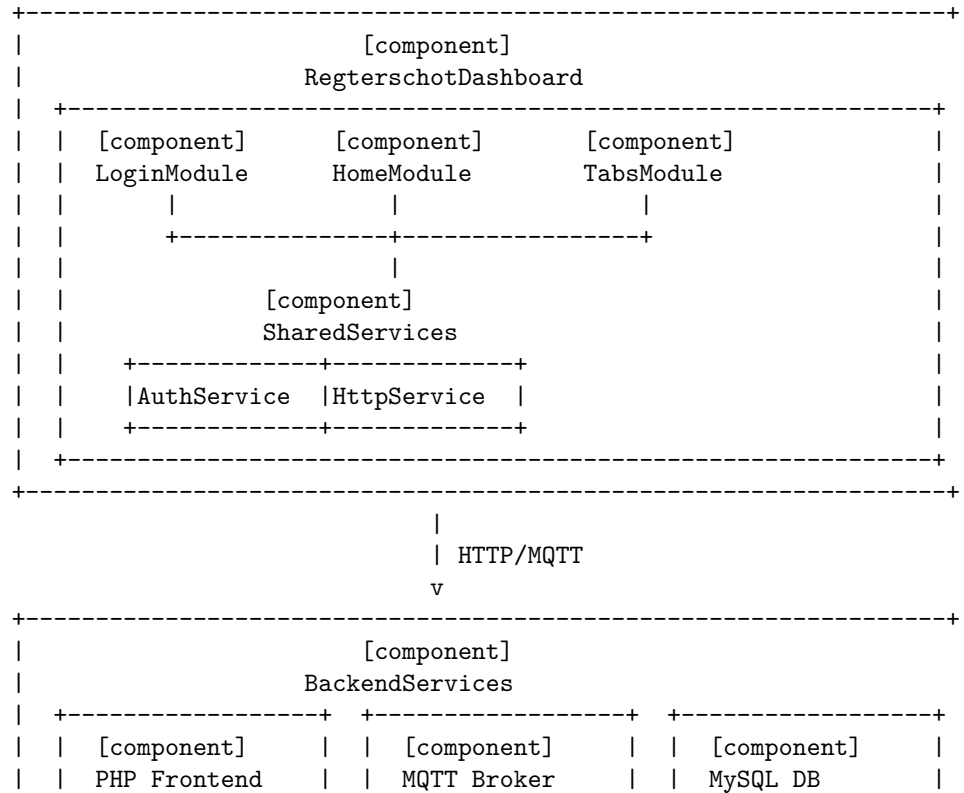 [component]
RegterschotDashboard
[component] [component] [component]
LoginModule HomeModule TabsModule
[component]
SharedServices
AuthService HttpService
HTTP/MQTT
v
[component]
BackendServices
[component] [component] [component]
PHP Frontend MQTT Broker MySQL DB